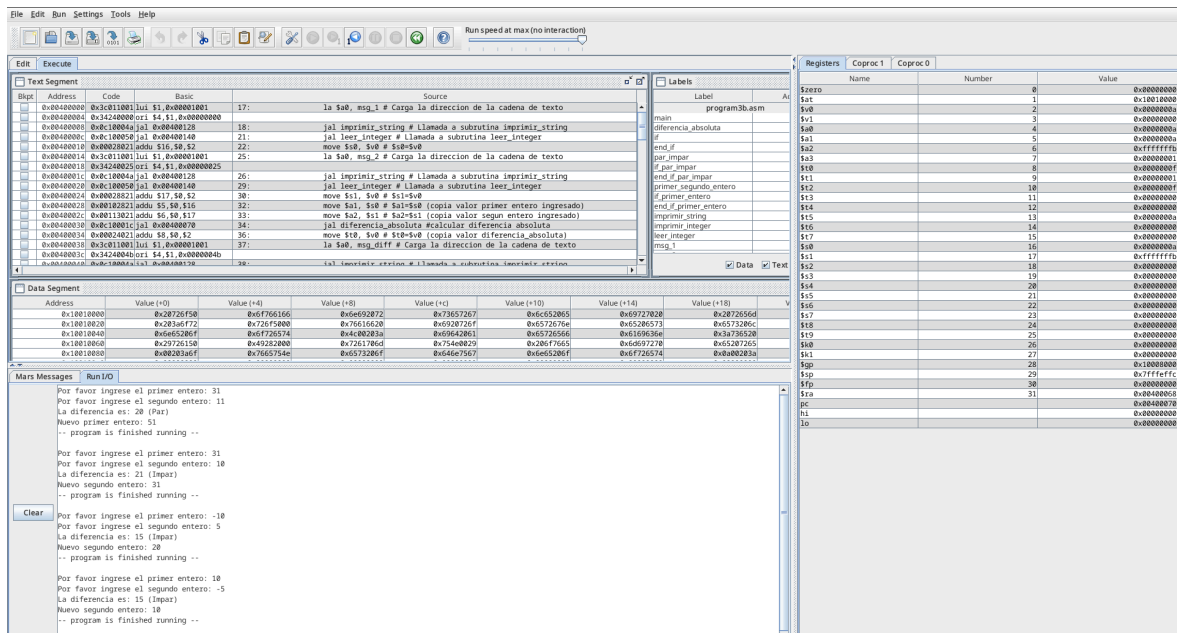 File Edit Run Settings Tools Help
Run speed at max (no interaction)
Edit Execute
Text Segment
Bkpt Address Code Basic Source
0x00400000 0x3c011001 lui $1,0x00001001 17: la $a0, msg_1 # Carga la direccion de la cadena de texto
0x00400004 0x34240000 ori $4,$1,0x00000000
0x00400008 0x0c10004a jal 0x00400128 18: jal imprimir_string # Llamada a subrutina imprimir_string
0x0040000c 0x0c100050 jal 0x00400140 21: jal leer_integer # Llamada a subrutina leer_integer
0x00400010 0x00028021 addu $16,$0,$2 22: move $s0, $v0 # $s0=$v0
0x00400014 0x3c011001 lui $1,0x00001001 25: la $a0, msg_2 # Carga la direccion de la cadena de texto
0x00400018 0x34240025 ori $4,$1,0x00000025
0x0040001c 0x0c10004a jal 0x00400128 26: jal imprimir_string # Llamada a subrutina imprimir_string
0x00400020 0x0c100050 jal 0x00400140 29: jal leer_integer # Llamada a subrutina leer_integer
0x00400024 0x00028821 addu $17,$0,$2 30: move $s1, $v0 # $s1=$v0
0x00400028 0x00102821 addu $5,$0,$16 32: move $a1, $s0 # $a1=$s0 (copia valor primer entero ingresado)
0x0040002c 0x00113021 addu $6,$0,$17 33: move $a2, $s1 # $a2=$s1 (copia valor segun entero ingresado)
0x00400030 0x0c10001c jal 0x00400070 34: jal diferencia_absoluta #calcular diferencia absoluta
0x00400034 0x00024021 addu $8,$0,$2 36: move $t0, $v0 # $t0=$v0 (copia valor diferencia_absoluta)
0x00400038 0x3c011001 lui $1,0x00001001 37: la $a0, msg_diff # Carga la direccion de la cadena de texto
0x0040003c 0x3424004b ori $4,$1,0x0000004b
0x00400040 0x0c10004a jal 0x00400128 38: jal imprimir_string # Llamada a subrutina imprimir_string
Labels
Label
program3b.asm
main
diferencia_absoluta
if
end_if
par_impar
if_par_impar
end_if_par_impar
primer_segundo_entero
if_primer_entero
end_if_primer_entero
imprimir_string
imprimir_integer
leer_integer
msg_1
Data Text
Data Segment
Address Value (+0) Value (+4) Value (+8) Value (+c) Value (+10) Value (+14) Value (+18)
0x10010000 0x20726f50 0x6f766166 0x6e692072 0x73657267 0x6c652065 0x69727020 0x2072656d
0x10010020 0x203a6f72 0x726f5000 0x76616620 0x6920726f 0x6572676e 0x65206573 0x6573206c
0x10010040 0x6e65206f 0x6f726574 0x4c00203a 0x69642061 0x65726566 0x6169636e 0x3a736520
0x10010060 0x29726150 0x49282000 0x7261706d 0x754e0029 0x206f7665 0x6d697270 0x65207265
0x10010080 0x00203a6f 0x7665754e 0x6573206f 0x646e7567 0x6e65206f 0x6f726574 0x0a00203a
Mars Messages Run I/O
Por favor ingrese el primer entero: 31
Por favor ingrese el segundo entero: 11
La diferencia es: 20 (Par)
Nuevo primer entero: 51
-- program is finished running --
Por favor ingrese el primer entero: 31
Por favor ingrese el segundo entero: 10
La diferencia es: 21 (Impar)
Nuevo segundo entero: 31
-- program is finished running --
Por favor ingrese el primer entero: -10
Por favor ingrese el segundo entero: 5
La diferencia es: 15 (Impar)
Nuevo segundo entero: 20
-- program is finished running --
Por favor ingrese el primer entero: 10
Por favor ingrese el segundo entero: -5
La diferencia es: 15 (Impar)
Nuevo segundo entero: 10
-- program is finished running --
Clear
Registers Coproc 1 Coproc 0
Name Number Value
$zero 0 0x00000000
$at 1 0x10010000
$v0 2 0x0000000a
$v1 3 0x00000000
$a0 4 0x0000000a
$a1 5 0x0000000a
$a2 6 0xfffffffb
$a3 7 0x00000001
$t0 8 0x0000000f
$t1 9 0x00000001
$t2 10 0x0000000f
$t3 11 0x00000000
$t4 12 0x00000000
$t5 13 0x0000000a
$t6 14 0x00000000
$t7 15 0x00000000
$s0 16 0x0000000a
$s1 17 0xfffffffb
$s2 18 0x00000000
$s3 19 0x00000000
$s4 20 0x00000000
$s5 21 0x00000000
$s6 22 0x00000000
$s7 23 0x00000000
$t8 24 0x00000000
$t9 25 0x00000000
$k0 26 0x00000000
$k1 27 0x00000000
$gp 28 0x10008000
$sp 29 0x7fffeffc
$fp 30 0x00000000
$ra 31 0x00400068
pc 0x00400070
hi 0x00000000
lo 0x00000000